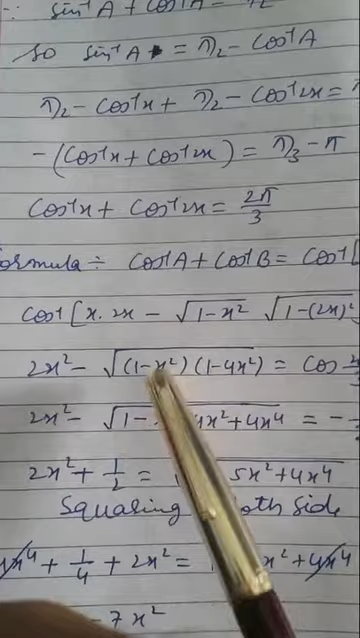 ∵ sin⁻¹A + cos⁻¹A = π/2
so sin⁻¹A = π/2 - cos⁻¹A
π/2 - cos⁻¹x + π/2 - cos⁻¹2x =
-(cos⁻¹x + cos⁻¹2x) = π/3 - π
cos⁻¹x + cos⁻¹2x = 2π/3
formula ÷ cos⁻¹A + cos⁻¹B = cos⁻¹[
cos⁻¹[x·2x - √(1-x²) √(1-(2x)²
2x² - √((1-x²)(1-4x²)) = cos
2x² - √(1- 4x²+4x⁴) = -
2x² + 1/2 = 5x²+4x⁴
Squaring both side
4x⁴ + 1/4 + 2x² = x²+4x⁴
-7x²